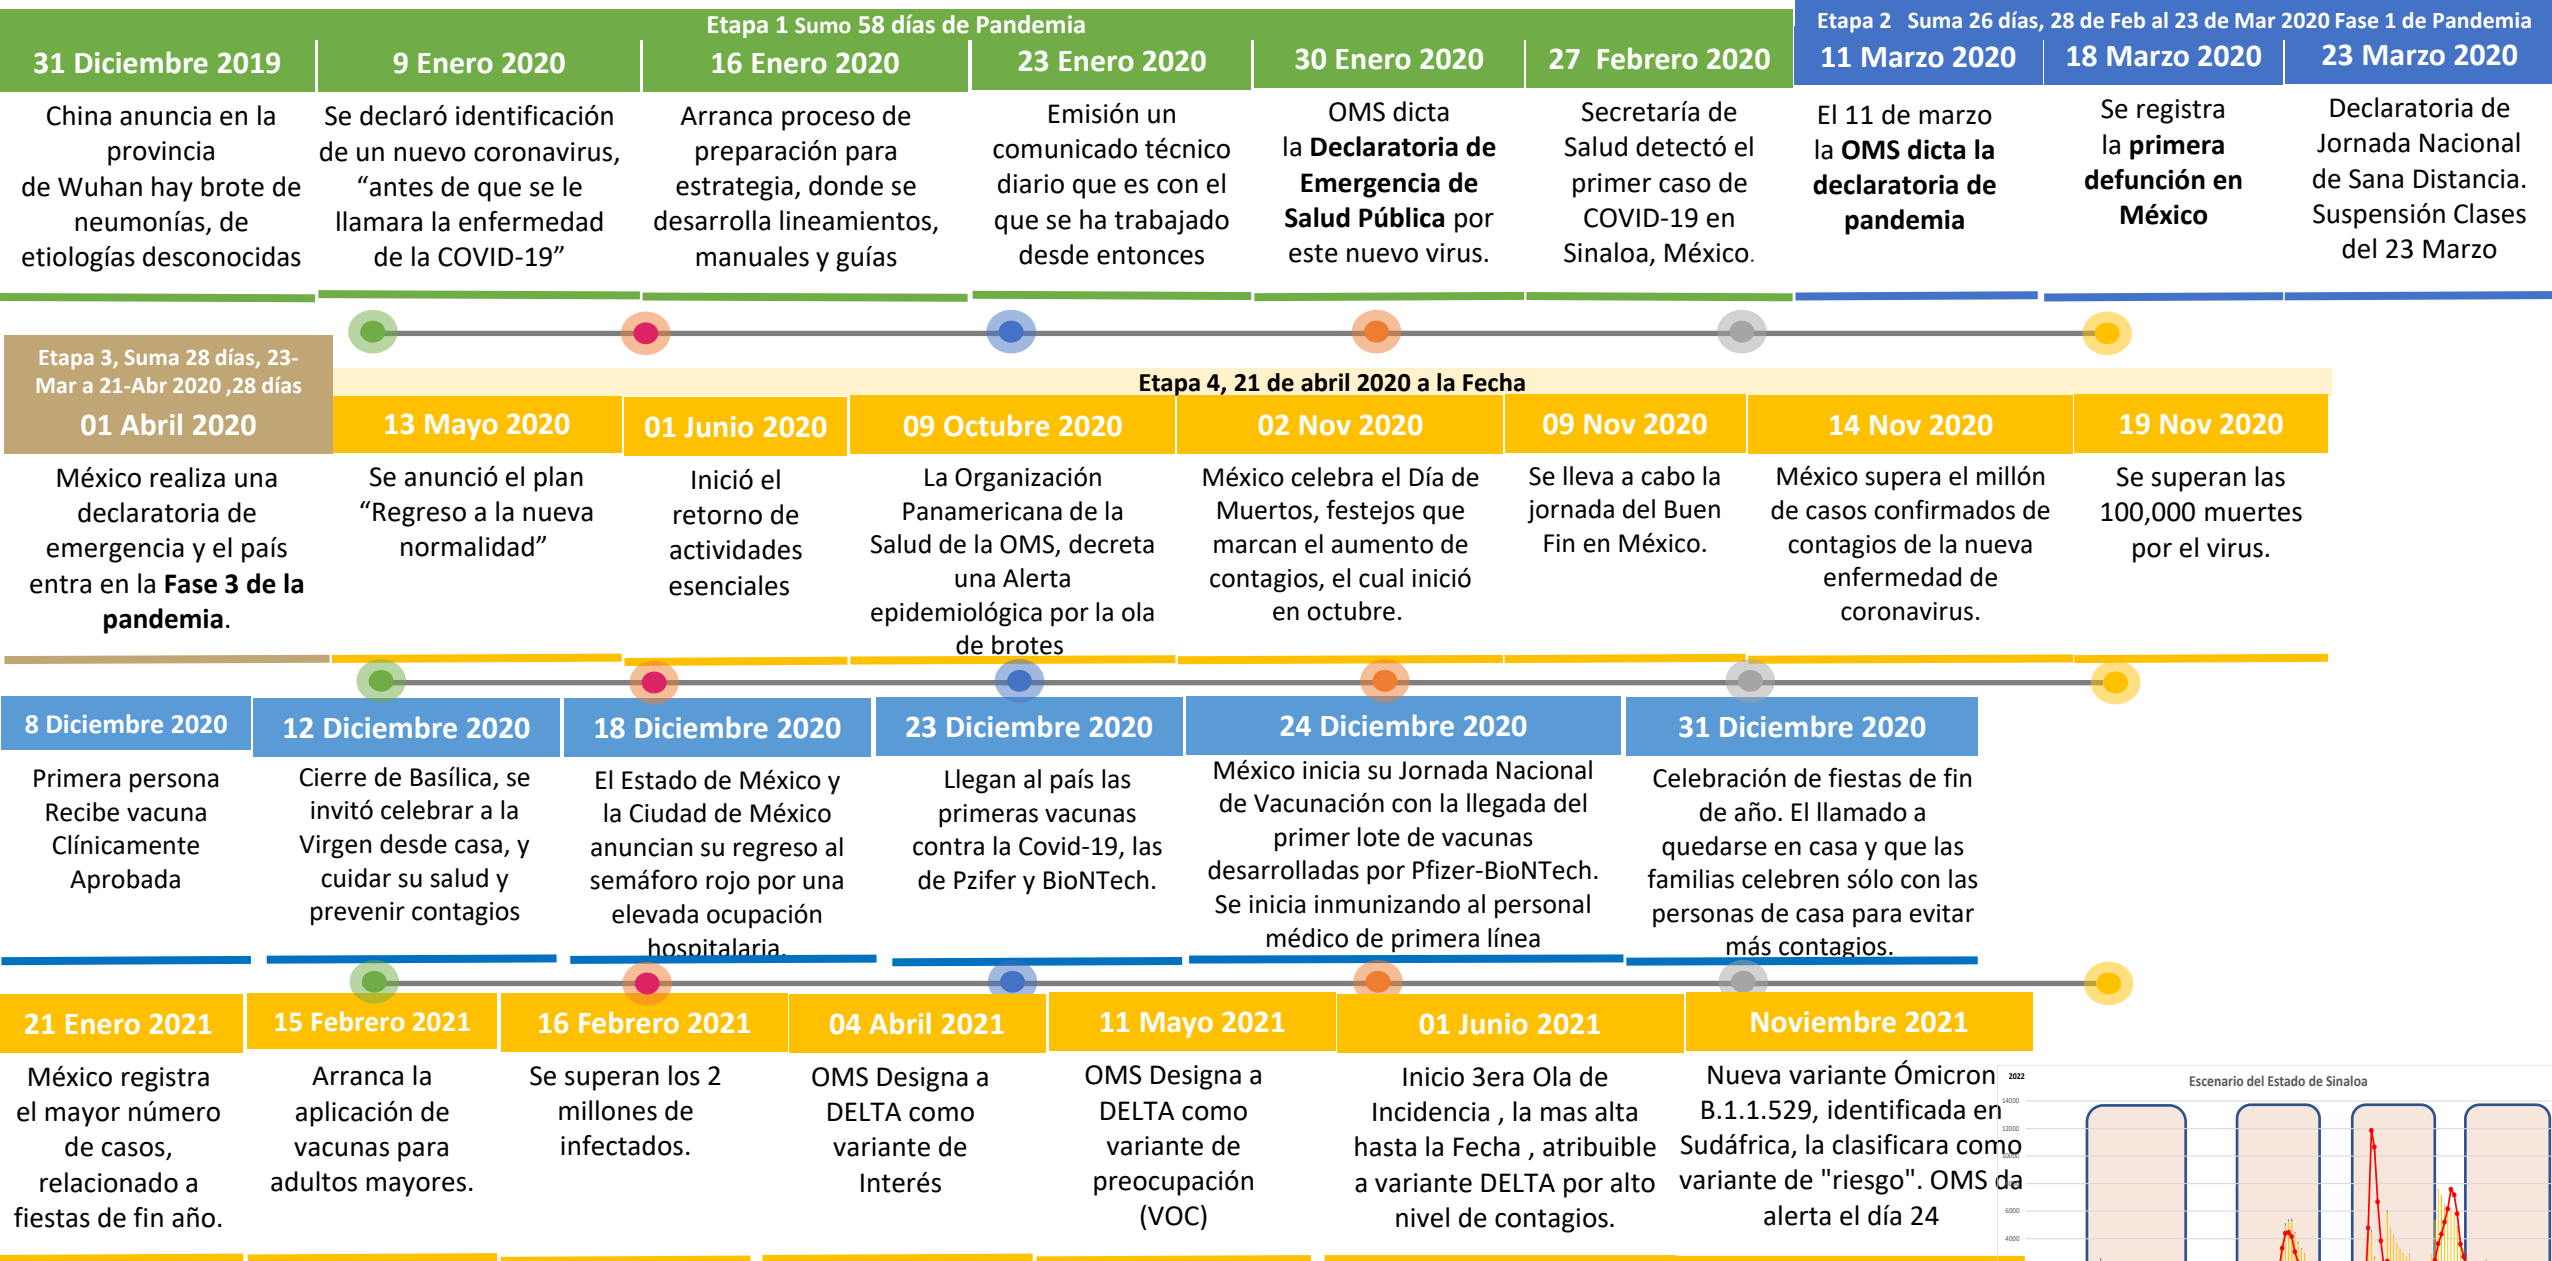 Etapa 1 Sumo 58 días de Pandemia
Etapa 2 Suma 26 días, 28 de Feb al 23 de Mar 2020 Fase 1 de Pandemia
31 Diciembre 2019
China anuncia en la
provincia
de Wuhan hay brote de
neumonías, de
etiologías desconocidas
9 Enero 2020
Se declaró identificación
de un nuevo coronavirus,
“antes de que se le
llamara la enfermedad
de la COVID-19”
16 Enero 2020
Arranca proceso de
preparación para
estrategia, donde se
desarrolla lineamientos,
manuales y guías
23 Enero 2020
Emisión un
comunicado técnico
diario que es con el
que se ha trabajado
desde entonces
30 Enero 2020
OMS dicta
la Declaratoria de
Emergencia de
Salud Pública por
este nuevo virus.
27 Febrero 2020
Secretaría de
Salud detectó el
primer caso de
COVID-19 en
Sinaloa, México.
11 Marzo 2020
El 11 de marzo
la OMS dicta la
declaratoria de
pandemia
18 Marzo 2020
Se registra
la primera
defunción en
México
23 Marzo 2020
Declaratoria de
Jornada Nacional
de Sana Distancia.
Suspensión Clases
del 23 Marzo
Etapa 3, Suma 28 días, 23-
Mar a 21-Abr 2020 ,28 días
01 Abril 2020
México realiza una
declaratoria de
emergencia y el país
entra en la Fase 3 de la
pandemia.
Etapa 4, 21 de abril 2020 a la Fecha
13 Mayo 2020
Se anunció el plan
“Regreso a la nueva
normalidad”
01 Junio 2020
Inició el
retorno de
actividades
esenciales
09 Octubre 2020
La Organización
Panamericana de la
Salud de la OMS, decreta
una Alerta
epidemiológica por la ola
de brotes
02 Nov 2020
México celebra el Día de
Muertos, festejos que
marcan el aumento de
contagios, el cual inició
en octubre.
09 Nov 2020
Se lleva a cabo la
jornada del Buen
Fin en México.
14 Nov 2020
México supera el millón
de casos confirmados de
contagios de la nueva
enfermedad de
coronavirus.
19 Nov 2020
Se superan las
100,000 muertes
por el virus.
8 Diciembre 2020
Primera persona
Recibe vacuna
Clínicamente
Aprobada
12 Diciembre 2020
Cierre de Basílica, se
invitó celebrar a la
Virgen desde casa, y
cuidar su salud y
prevenir contagios
18 Diciembre 2020
El Estado de México y
la Ciudad de México
anuncian su regreso al
semáforo rojo por una
elevada ocupación
hospitalaria.
23 Diciembre 2020
Llegan al país las
primeras vacunas
contra la Covid-19, las
de Pzifer y BioNTech.
24 Diciembre 2020
México inicia su Jornada Nacional
de Vacunación con la llegada del
primer lote de vacunas
desarrolladas por Pfizer-BioNTech.
Se inicia inmunizando al personal
médico de primera línea
31 Diciembre 2020
Celebración de fiestas de fin
de año. El llamado a
quedarse en casa y que las
familias celebren sólo con las
personas de casa para evitar
más contagios.
21 Enero 2021
México registra
el mayor número
de casos,
relacionado a
fiestas de fin año.
15 Febrero 2021
Arranca la
aplicación de
vacunas para
adultos mayores.
16 Febrero 2021
Se superan los 2
millones de
infectados.
04 Abril 2021
OMS Designa a
DELTA como
variante de
Interés
11 Mayo 2021
OMS Designa a
DELTA como
variante de
preocupación
(VOC)
01 Junio 2021
Inicio 3era Ola de
Incidencia , la mas alta
hasta la Fecha , atribuible
a variante DELTA por alto
nivel de contagios.
Noviembre 2021
Nueva variante Ómicron
B.1.1.529, identificada en
Sudáfrica, la clasificara como
variante de "riesgo". OMS da
alerta el día 24
2022
Escenario del Estado de Sinaloa
14000
12000
10000
6000
4000